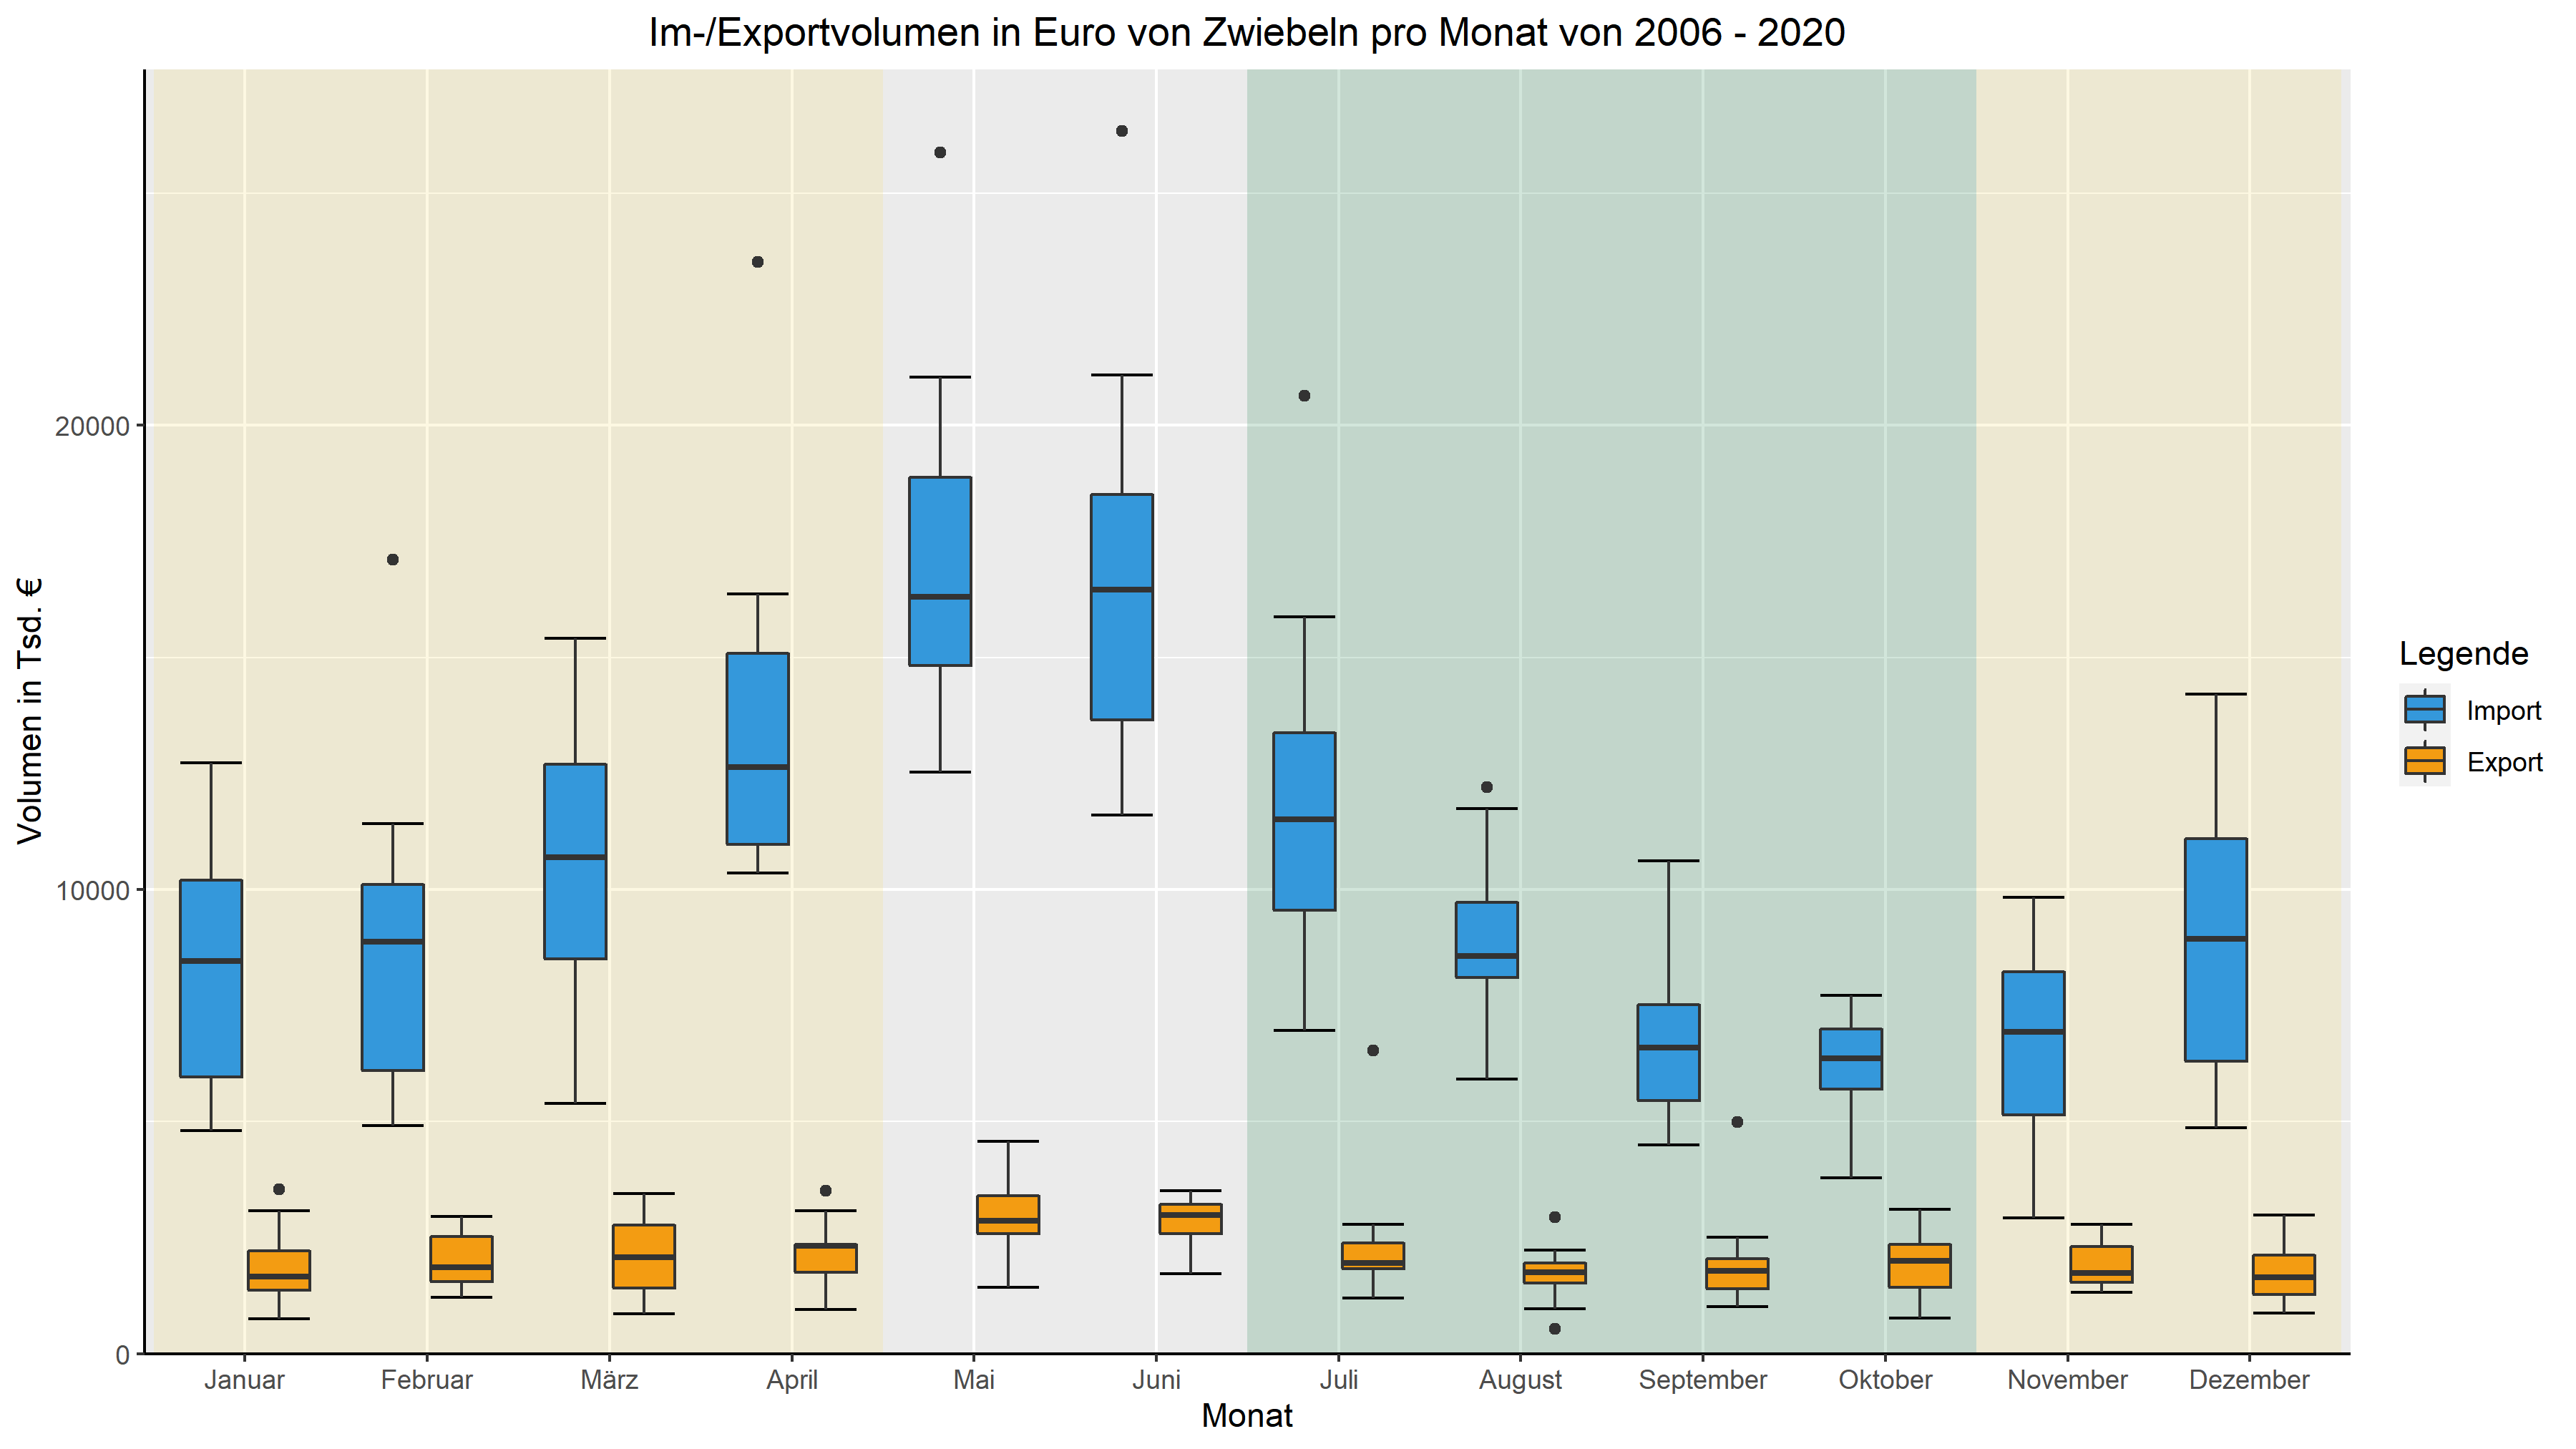 Im-/Exportvolumen in Euro von Zwiebeln pro Monat von 2006 - 2020
Volumen in Tsd. €
20000
10000
0
Januar Februar März April Mai Juni Juli August September Oktober November Dezember
Monat
Legende
Import
Export